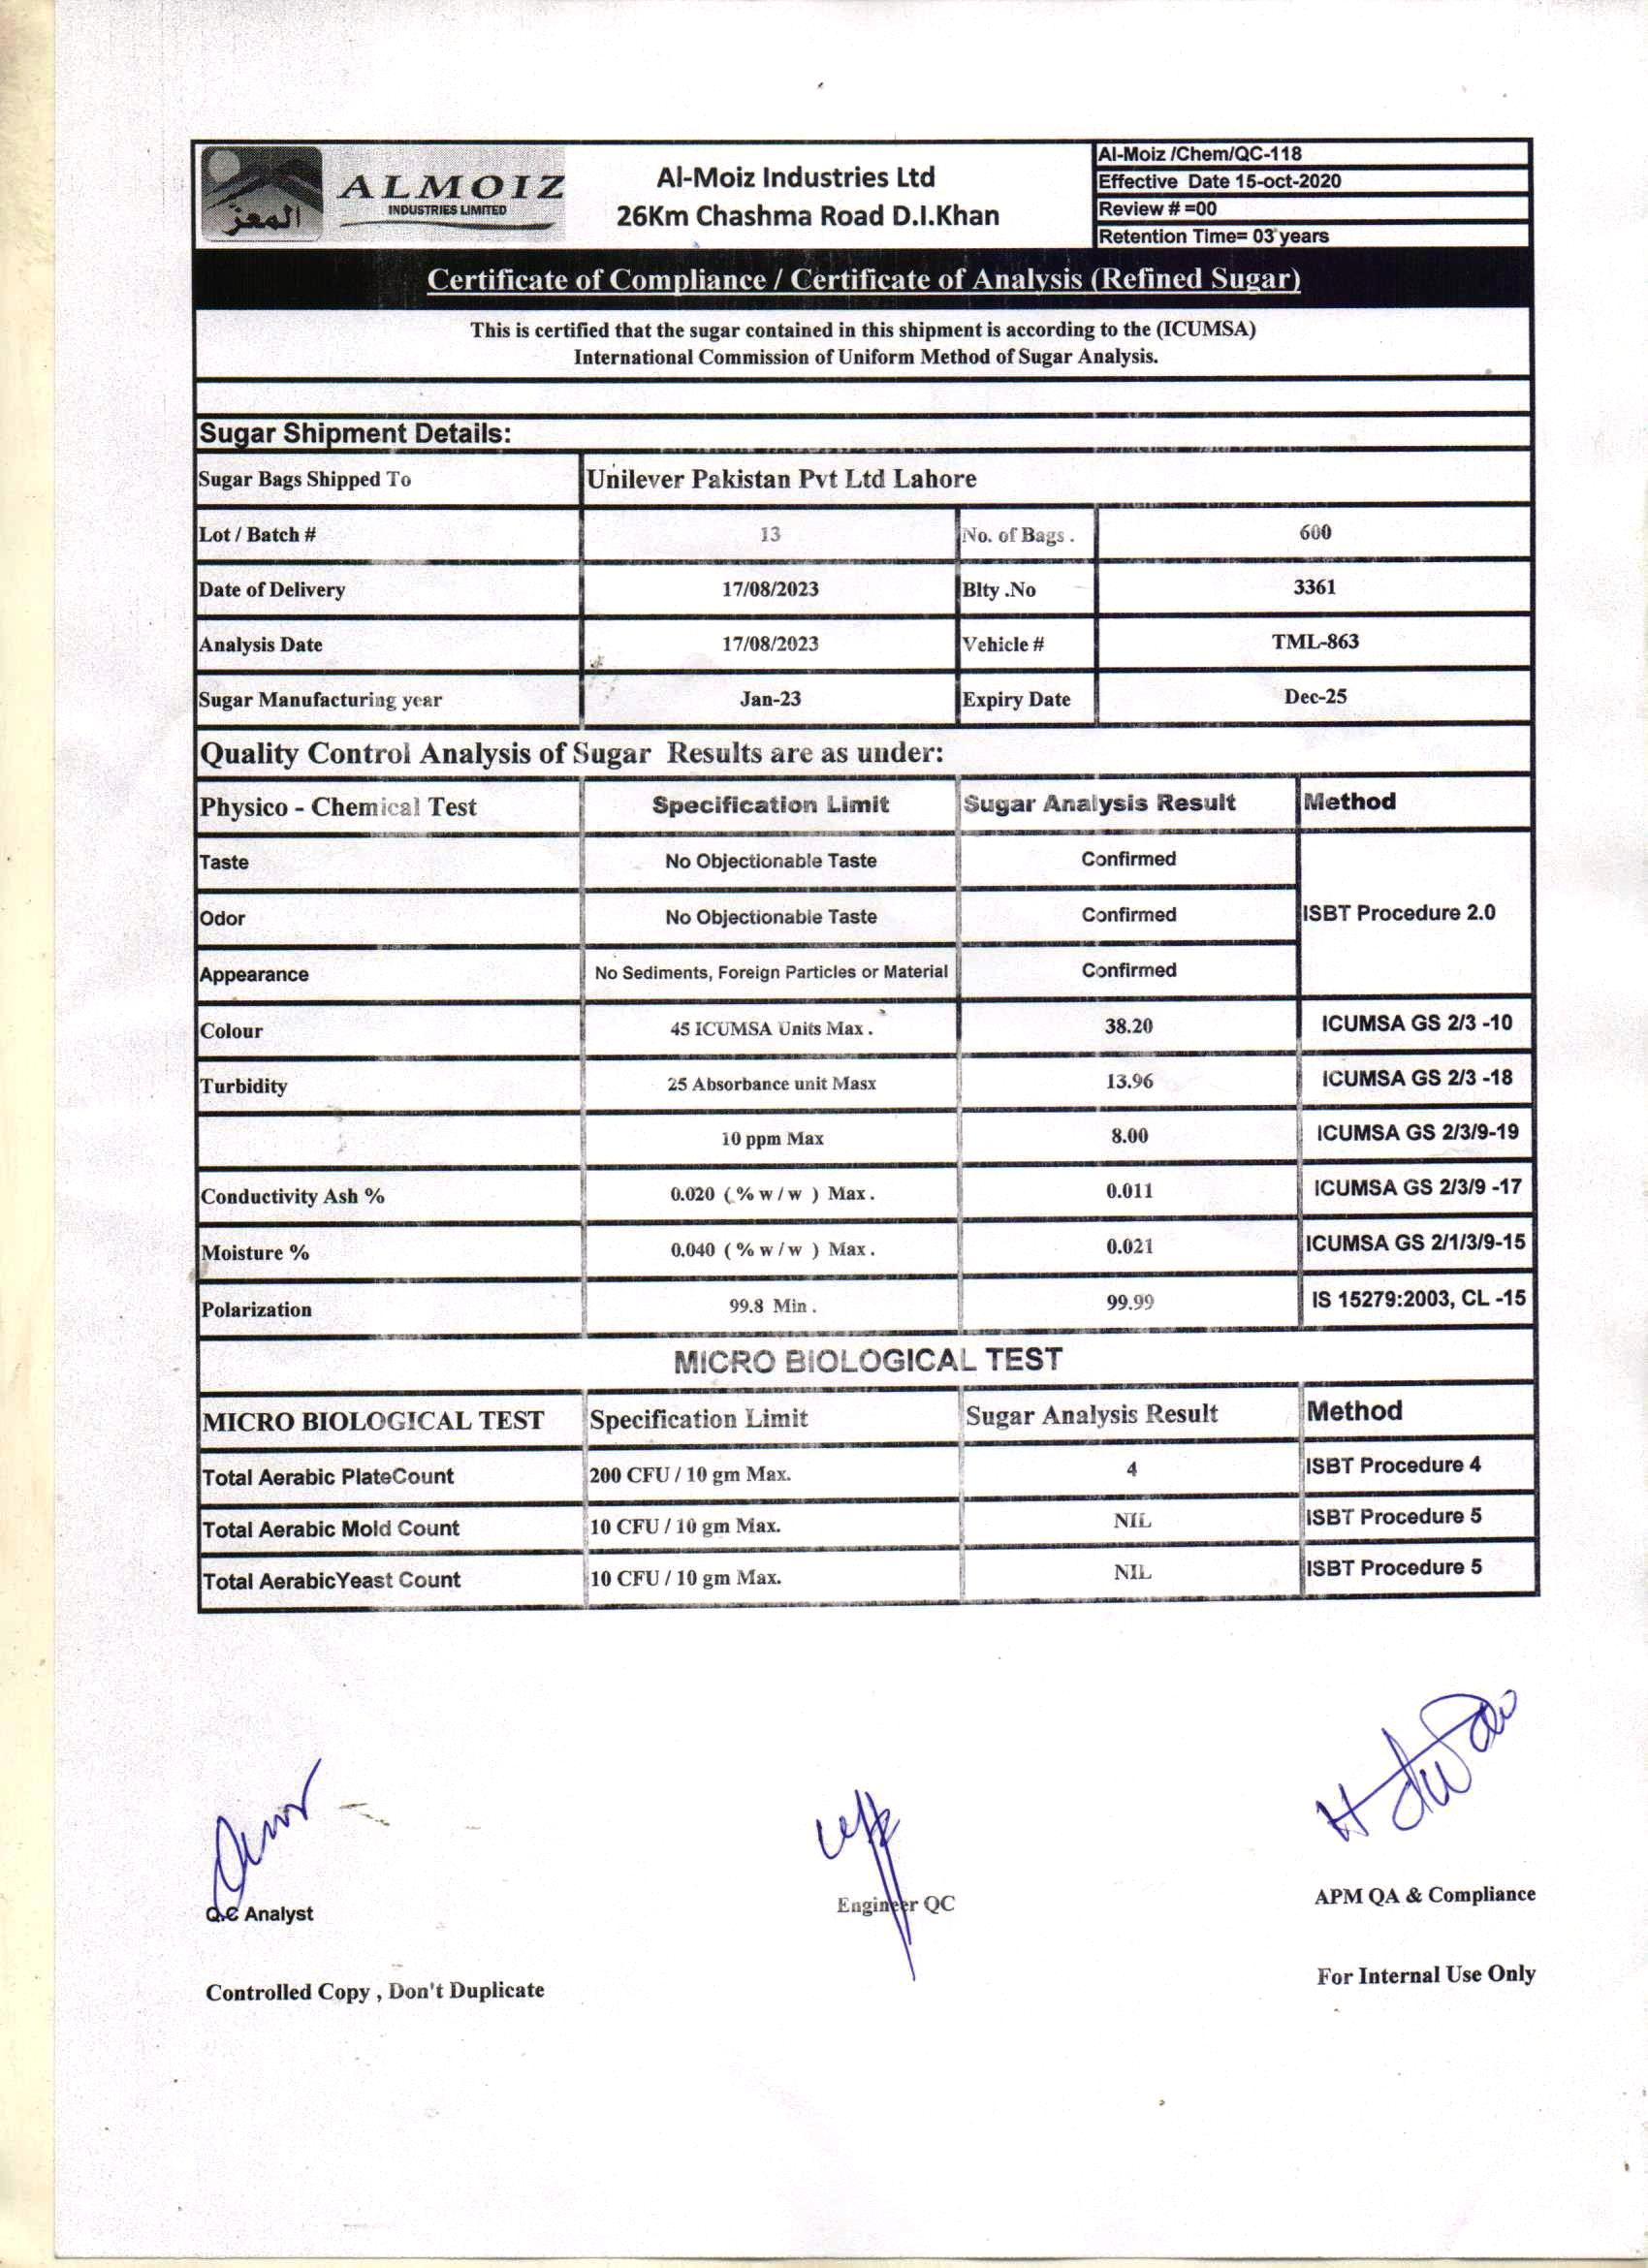 المعز
ALMOIZ
INDUSTRIES LIMITED
Al-Moiz Industries Ltd
26Km Chashma Road D.I.Khan
Al-Moiz /Chem/QC-118
Effective Date 15-oct-2020
Review # =00
Retention Time= 03 years
Certificate of Compliance / Certificate of Analysis (Refined Sugar)
This is certified that the sugar contained in this shipment is according to the (ICUMSA)
International Commission of Uniform Method of Sugar Analysis.
Sugar Shipment Details:
Sugar Bags Shipped To Unilever Pakistan Pvt Ltd Lahore
Lot / Batch # 13 No. of Bags . 600
Date of Delivery 17/08/2023 Blty .No 3361
Analysis Date 17/08/2023 Vehicle # TML-863
Sugar Manufacturing year Jan-23 Expiry Date Dec-25
Quality Control Analysis of Sugar Results are as under:
Physico - Chemical Test Specification Limit Sugar Analysis Result Method
Taste No Objectionable Taste Confirmed
Odor No Objectionable Taste Confirmed ISBT Procedure 2.0
Appearance No Sediments, Foreign Particles or Material Confirmed
Colour 45 ICUMSA Units Max . 38.20 ICUMSA GS 2/3 -10
Turbidity 25 Absorbance unit Masx 13.96 ICUMSA GS 2/3 -18
10 ppm Max 8.00 ICUMSA GS 2/3/9-19
Conductivity Ash % 0.020 ( % w / w ) Max . 0.011 ICUMSA GS 2/3/9 -17
Moisture % 0.040 ( % w / w ) Max . 0.021 ICUMSA GS 2/1/3/9-15
Polarization 99.8 Min . 99.99 IS 15279:2003, CL -15
MICRO BIOLOGICAL TEST
MICRO BIOLOGICAL TEST Specification Limit Sugar Analysis Result Method
Total Aerabic PlateCount 200 CFU / 10 gm Max. 4 ISBT Procedure 4
Total Aerabic Mold Count 10 CFU / 10 gm Max. NIL ISBT Procedure 5
Total AerabicYeast Count 10 CFU / 10 gm Max. NIL ISBT Procedure 5
Q.C Analyst
Engineer QC
APM QA & Compliance
Controlled Copy , Don't Duplicate
For Internal Use Only